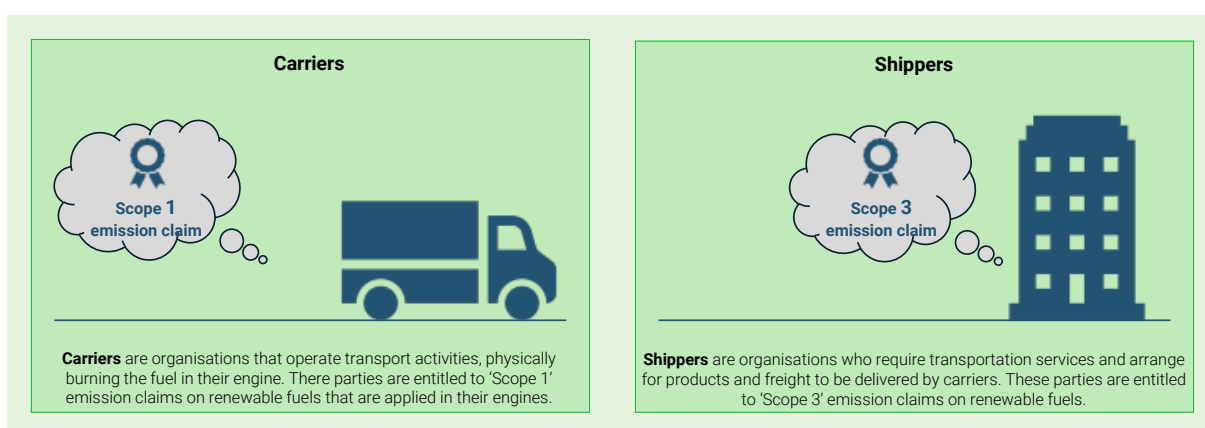 Carriers
Scope 1
emission claim
Carriers are organisations that operate transport activities, physically
burning the fuel in their engine. There parties are entitled to ‘Scope 1’
emission claims on renewable fuels that are applied in their engines.
Shippers
Scope 3
emission claim
Shippers are organisations who require transportation services and arrange
for products and freight to be delivered by carriers. These parties are entitled
to ‘Scope 3’ emission claims on renewable fuels.